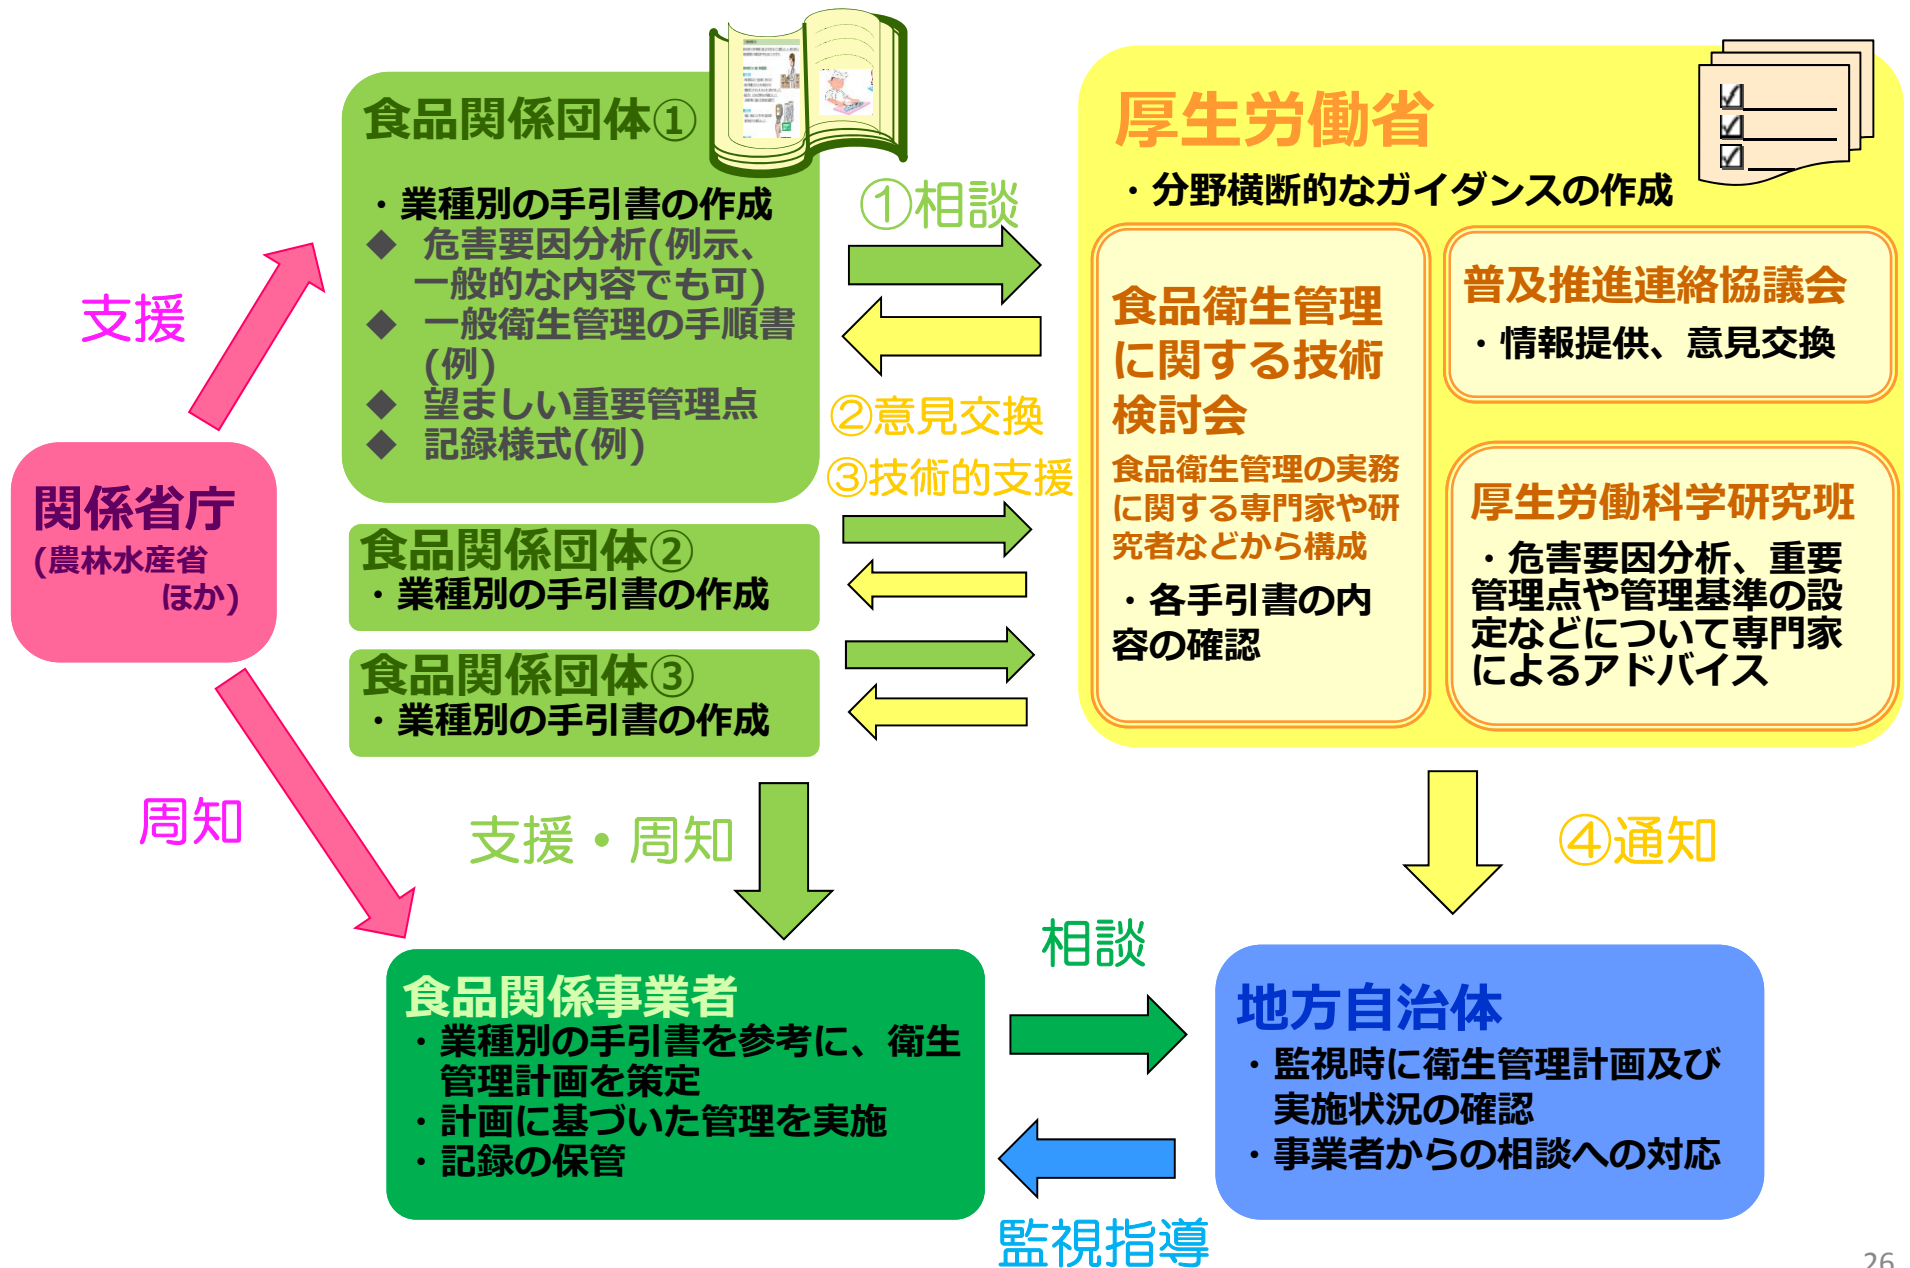 食品関係団体①
・業種別の手引書の作成
◆ 危害要因分析(例示、
一般的な内容でも可)
◆ 一般衛生管理の手順書
(例)
◆ 望ましい重要管理点
◆ 記録様式(例)
食品関係団体②
・業種別の手引書の作成
食品関係団体③
・業種別の手引書の作成
支援
関係省庁
(農林水産省
ほか)
周知
①相談
②意見交換
③技術的支援
厚生労働省
・分野横断的なガイダンスの作成
食品衛生管理
に関する技術
検討会
食品衛生管理の実務
に関する専門家や研
究者などから構成
・各手引書の内
容の確認
普及推進連絡協議会
・情報提供、意見交換
厚生労働科学研究班
・危害要因分析、重要
管理点や管理基準の設
定などについて専門家
によるアドバイス
支援・周知
④通知
食品関係事業者
・業種別の手引書を参考に、衛生
管理計画を策定
・計画に基づいた管理を実施
・記録の保管
相談
監視指導
地方自治体
・監視時に衛生管理計画及び
実施状況の確認
・事業者からの相談への対応
26